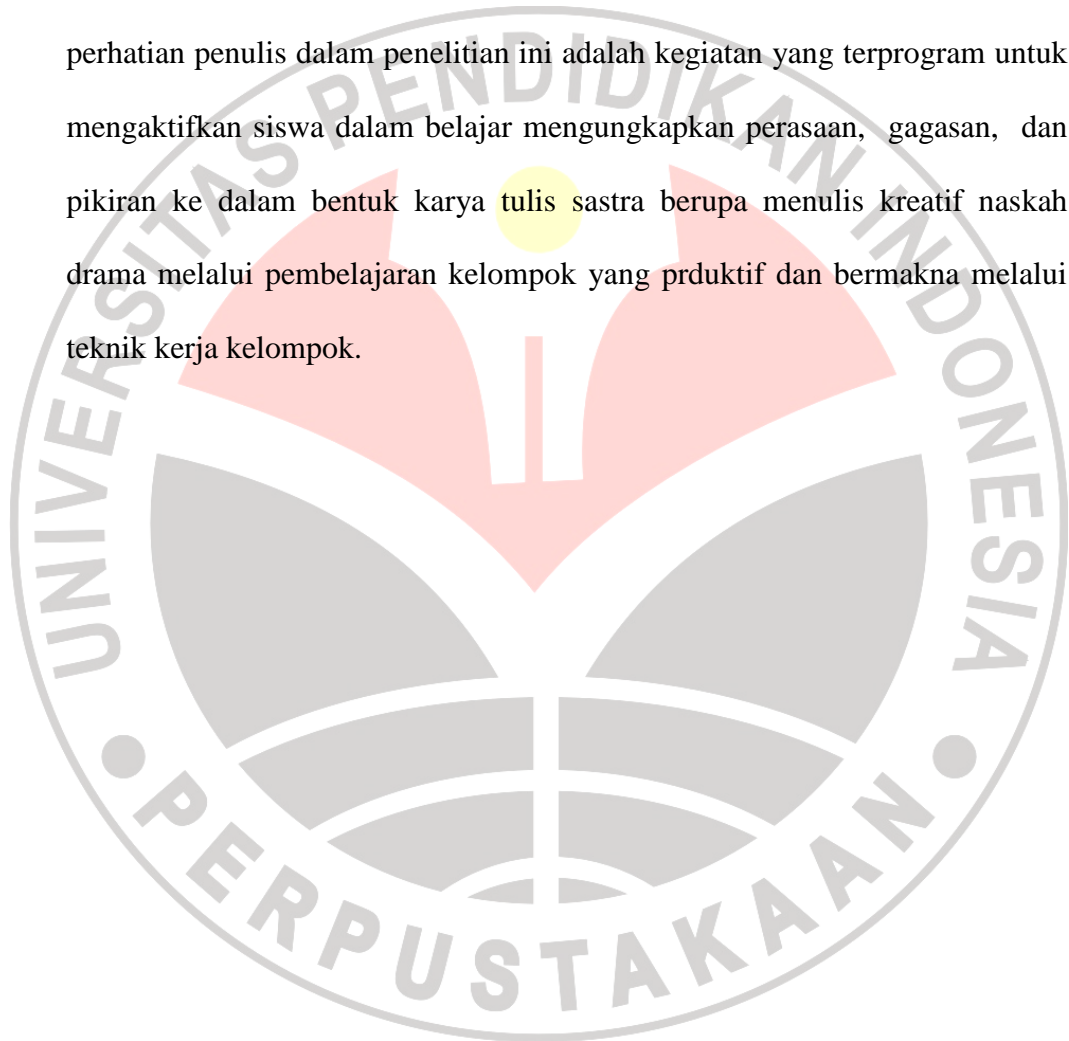 perhatian penulis dalam penelitian ini adalah kegiatan yang terprogram untuk
mengaktifkan siswa dalam belajar mengungkapkan perasaan, gagasan, dan
pikiran ke dalam bentuk karya tulis sastra berupa menulis kreatif naskah
drama melalui pembelajaran kelompok yang prduktif dan bermakna melalui
teknik kerja kelompok.
UNIVERSITAS PENDIDIKAN INDONESIA
PERPUSTAKAAN